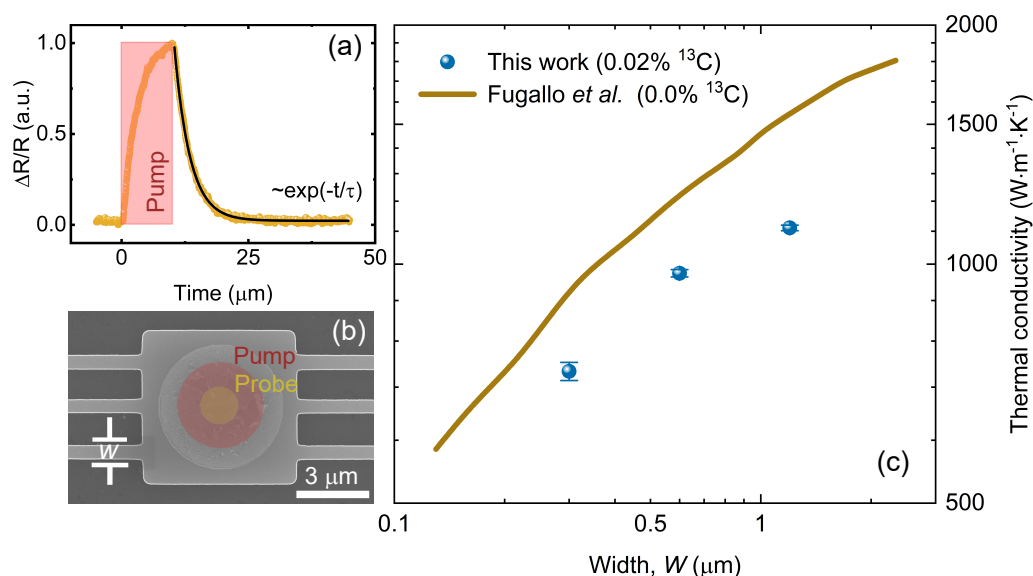 (a)
ΔR/R (a.u.)
1.0
0.5
0.0
Pump
~exp(-t/τ)
0
25
50
Time (μm)
(b)
Pump
Probe
W
3 μm
This work (0.02% ¹³C)
Fugallo et al. (0.0% ¹³C)
(c)
2000
1500
1000
500
Thermal conductivity (W·m⁻¹·K⁻¹)
0.1
0.5
1
Width, W (μm)